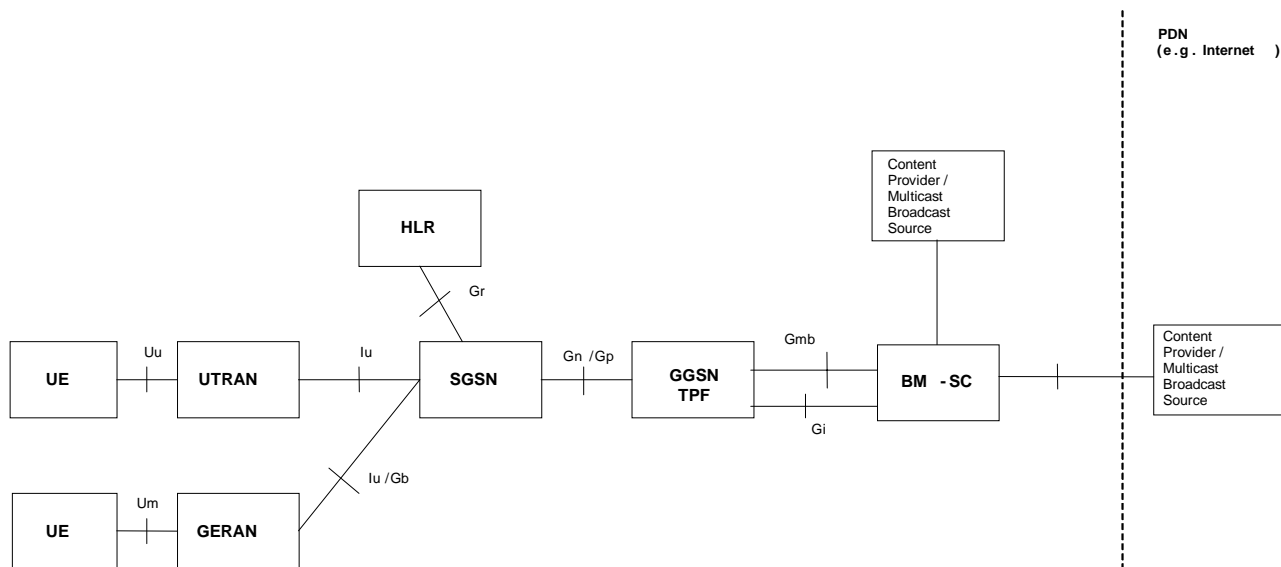 PDN
(e.g. Internet )
Content
Provider /
Multicast
Broadcast
Source
HLR
Gr
UE
Uu
UTRAN
Iu
SGSN
Gn /Gp
GGSN
TPF
Gmb
Gi
BM -SC
Content
Provider /
Multicast
Broadcast
Source
Iu /Gb
UE
Um
GERAN